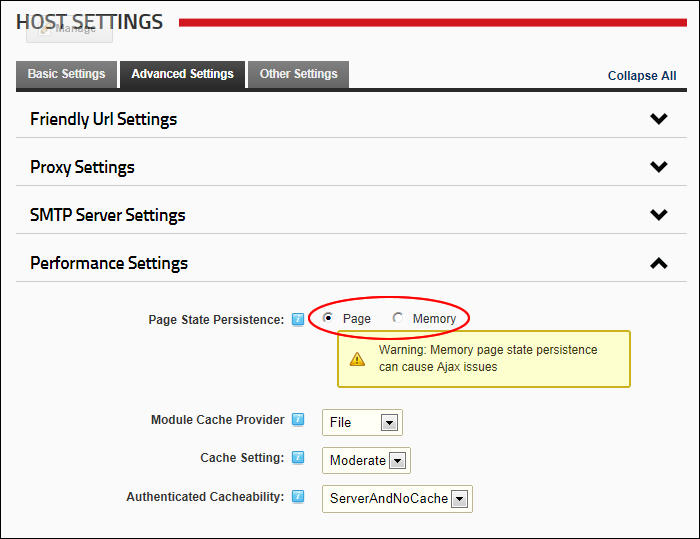 HOST SETTINGS
Manage
Basic Settings Advanced Settings Other Settings Collapse All
Friendly Url Settings
Proxy Settings
SMTP Server Settings
Performance Settings
Page State Persistence: Page Memory
Warning: Memory page state persistence
can cause Ajax issues
Module Cache Provider File
Cache Setting: Moderate
Authenticated Cacheability: ServerAndNoCache